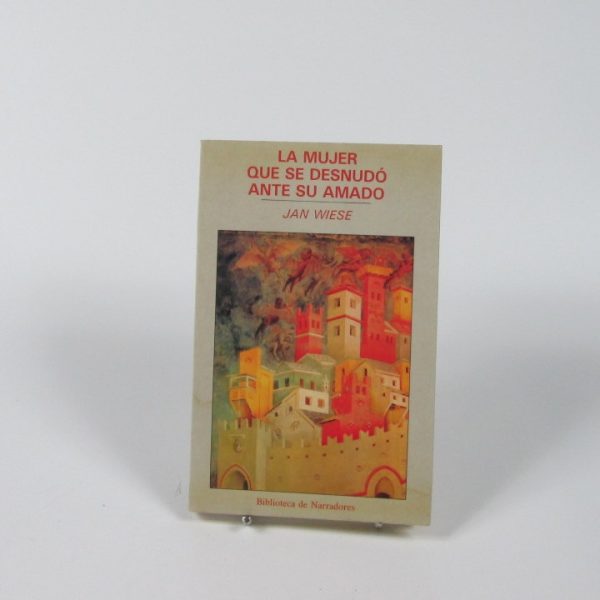 LA MUJER
QUE SE DESNUDÓ
ANTE SU AMADO
JAN WIESE
Biblioteca de Narradores